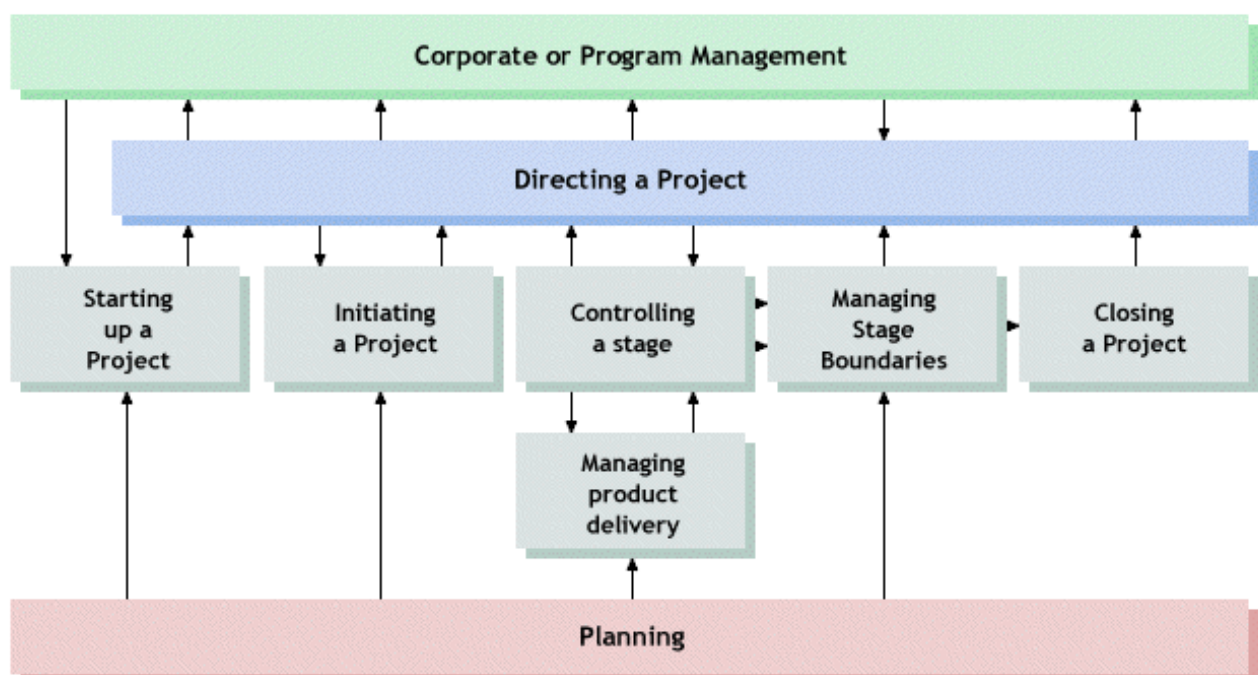 Corporate or Program Management
Directing a Project
Starting
up a
Project
Initiating
a Project
Controlling
a stage
Managing
Stage
Boundaries
Closing
a Project
Managing
product
delivery
Planning